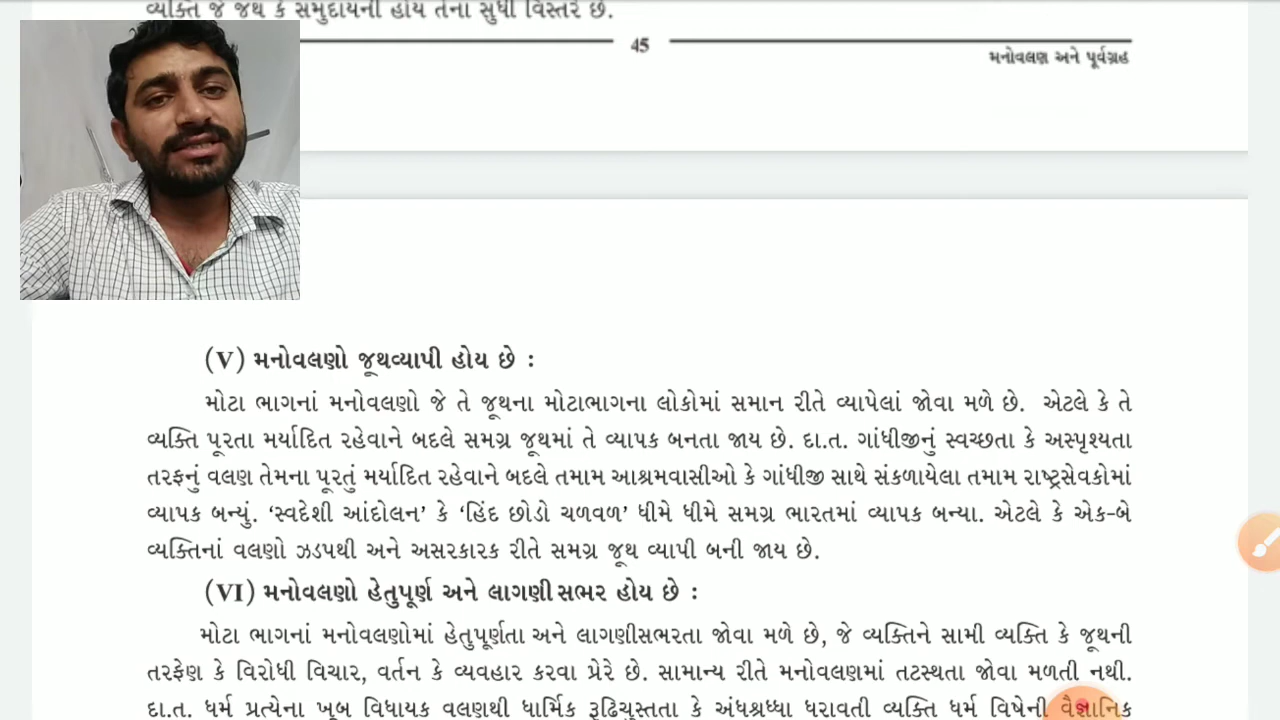 વ્યક્તિ જે જૂથ કે સમુદાયની હોય તેના સુધી વિસ્તરે છે.
45
મનોવલણ અને પૂર્વગ્રહ
(V) મનોવલણો જૂથવ્યાપી હોય છે :
મોટા ભાગનાં મનોવલણો જે તે જૂથના મોટાભાગના લોકોમાં સમાન રીતે વ્યાપેલાં જોવા મળે છે. એટલે કે તે
વ્યક્તિ પૂરતા મર્યાદિત રહેવાને બદલે સમગ્ર જૂથમાં તે વ્યાપક બનતા જાય છે. દા.ત. ગાંધીજીનું સ્વચ્છતા કે અસ્પૃશ્યતા
તરફનું વલણ તેમના પૂરતું મર્યાદિત રહેવાને બદલે તમામ આશ્રમવાસીઓ કે ગાંધીજી સાથે સંકળાયેલા તમામ રાષ્ટ્રસેવકોમાં
વ્યાપક બન્યું. ‘સ્વદેશી આંદોલન’ કે ‘હિંદ છોડો ચળવળ’ ધીમે ધીમે સમગ્ર ભારતમાં વ્યાપક બન્યા. એટલે કે એક-બે
વ્યક્તિનાં વલણો ઝડપથી અને અસરકારક રીતે સમગ્ર જૂથ વ્યાપી બની જાય છે.
(VI) મનોવલણો હેતુપૂર્ણ અને લાગણીસભર હોય છે :
મોટા ભાગનાં મનોવલણોમાં હેતુપૂર્ણતા અને લાગણીસભરતા જોવા મળે છે, જે વ્યક્તિને સામી વ્યક્તિ કે જૂથની
તરફેણ કે વિરોધી વિચાર, વર્તન કે વ્યવહાર કરવા પ્રેરે છે. સામાન્ય રીતે મનોવલણમાં તટસ્થતા જોવા મળતી નથી.
દા.ત. ધર્મ પ્રત્યેના ખૂબ વિધાયક વલણથી ધાર્મિક રૂઢિચુસ્તતા કે અંધશ્રધ્ધા ધરાવતી વ્યક્તિ ધર્મ વિષેની વૈજ્ઞાનિક